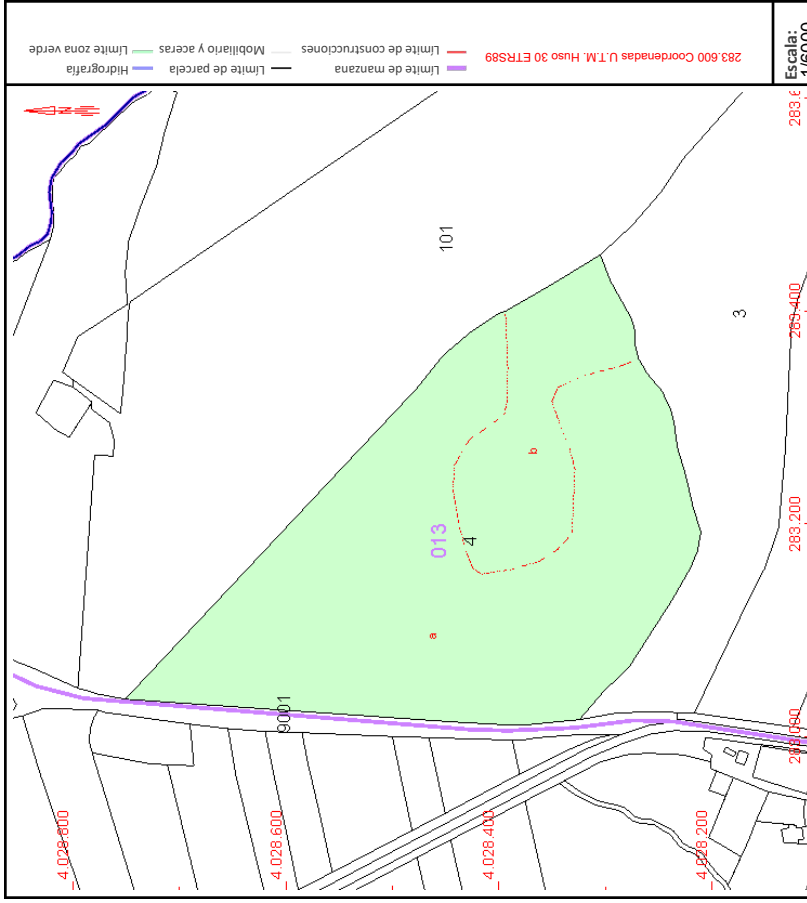 Límite de manzana
Límite de construcciones
Límite de parcela
Mobiliario y aceras
Hidrografía
Límite zona verde
283.600 Coordenadas U.T.M. Huso 30 ETRS89
Escala:
101
3
013
4
b
a
9001
283.400
283.200
4.028.800
4.028.600
4.028.400
4.028.200